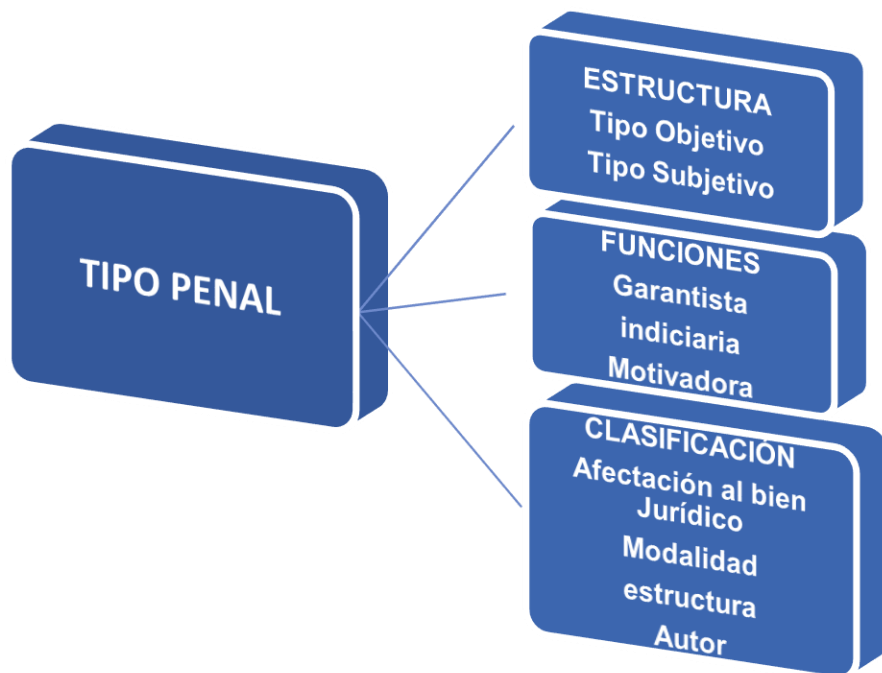 TIPO PENAL
ESTRUCTURA
Tipo Objetivo
Tipo Subjetivo
FUNCIONES
Garantista
indiciaria
Motivadora
CLASIFICACIÓN
Afectación al bien
Jurídico
Modalidad
estructura
Autor